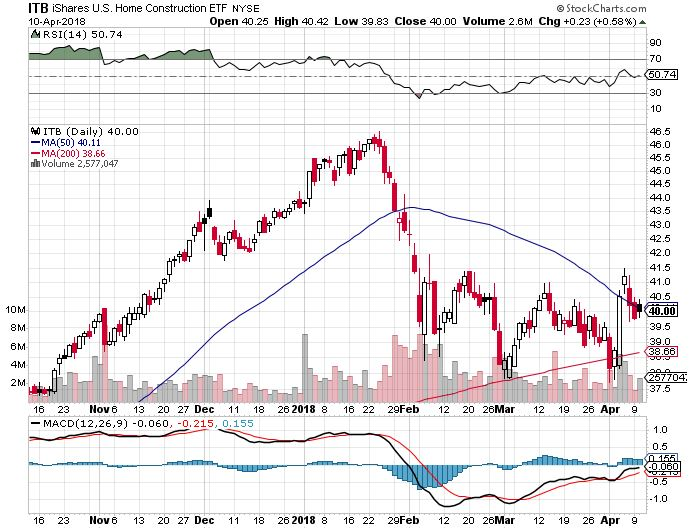 ITB iShares U.S. Home Construction ETF NYSE © StockCharts.com
10-Apr-2018 Open 40.25 High 40.42 Low 39.83 Close 40.00 Volume 2.6M Chg +0.23 (+0.58%)
RSI(14) 50.74
90
70
50.74
30
10
ITB (Daily) 40.00
MA(50) 40.11
MA(200) 38.66
Volume 2,577,047
46.5
46.0
45.5
45.0
44.5
44.0
43.5
43.0
42.5
42.0
41.5
41.0
40.5
40.00
39.5
39.0
38.66
2577047
37.5
10M
8M
6M
4M
2M
16 23 Nov 6 13 20 27 Dec 11 18 26 2018 8 16 22 29 Feb 12 20 26 Mar 12 19 26 Apr 9
MACD(12,26,9) -0.060, -0.215, 0.155
1.0
0.5
0.155
-0.060
-0.5
-1.0
16 23 Nov 6 13 20 27 Dec 11 18 26 2018 8 16 22 29 Feb 12 20 26 Mar 12 19 26 Apr 9